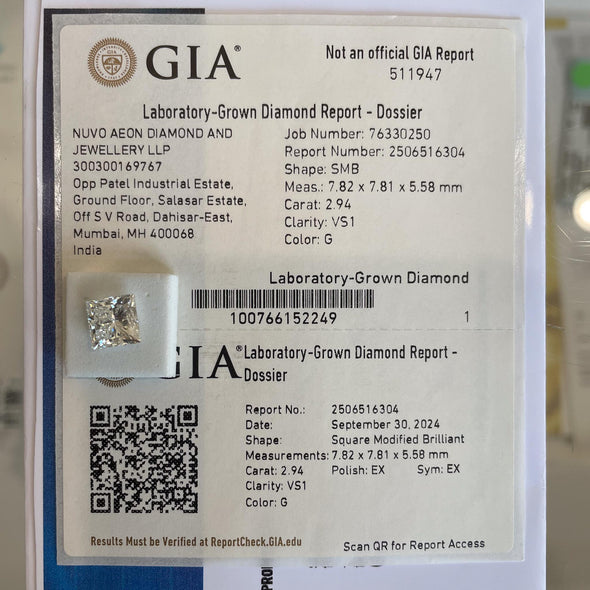 GIA®
Not an official GIA Report
511947
Laboratory-Grown Diamond Report - Dossier
NUVO AEON DIAMOND AND
JEWELLERY LLP
300300169767
Opp Patel Industrial Estate,
Ground Floor, Salasar Estate,
Off S V Road, Dahisar-East,
Mumbai, MH 400068
India
Job Number: 76330250
Report Number: 2506516304
Shape: SMB
Meas.: 7.82 x 7.81 x 5.58 mm
Carat: 2.94
Clarity: VS1
Color: G
Laboratory-Grown Diamond
100766152249
1
GIA®
Laboratory-Grown Diamond Report -
Dossier
Report No.: 2506516304
Date: September 30, 2024
Shape: Square Modified Brilliant
Measurements: 7.82 x 7.81 x 5.58 mm
Carat: 2.94 Polish: EX Sym: EX
Clarity: VS1
Color: G
Results Must be Verified at ReportCheck.GIA.edu
Scan QR for Report Access